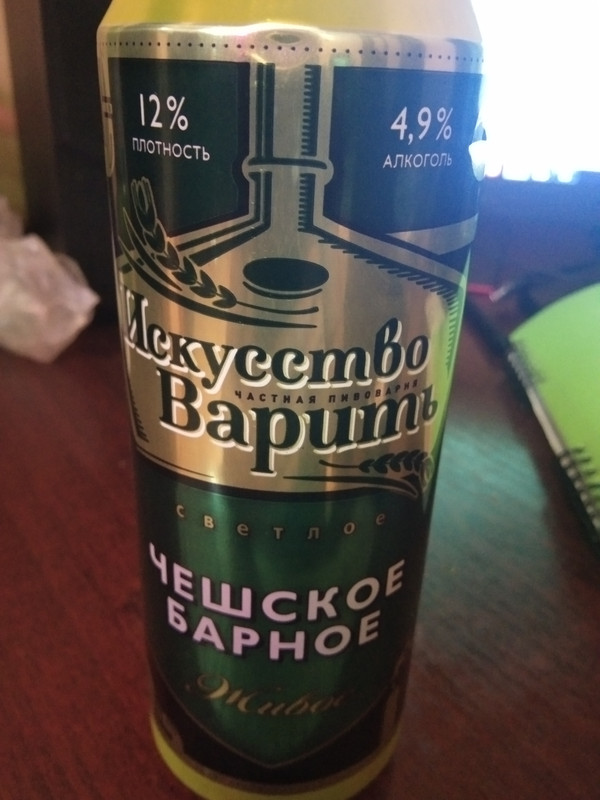 12%
ПЛОТНОСТЬ
4,9%
АЛКОГОЛЬ
Искусство
ЧАСТНАЯ ПИВОВАРНЯ
Варить
светлое
ЧЕШСКОЕ
БАРНОЕ
Живое